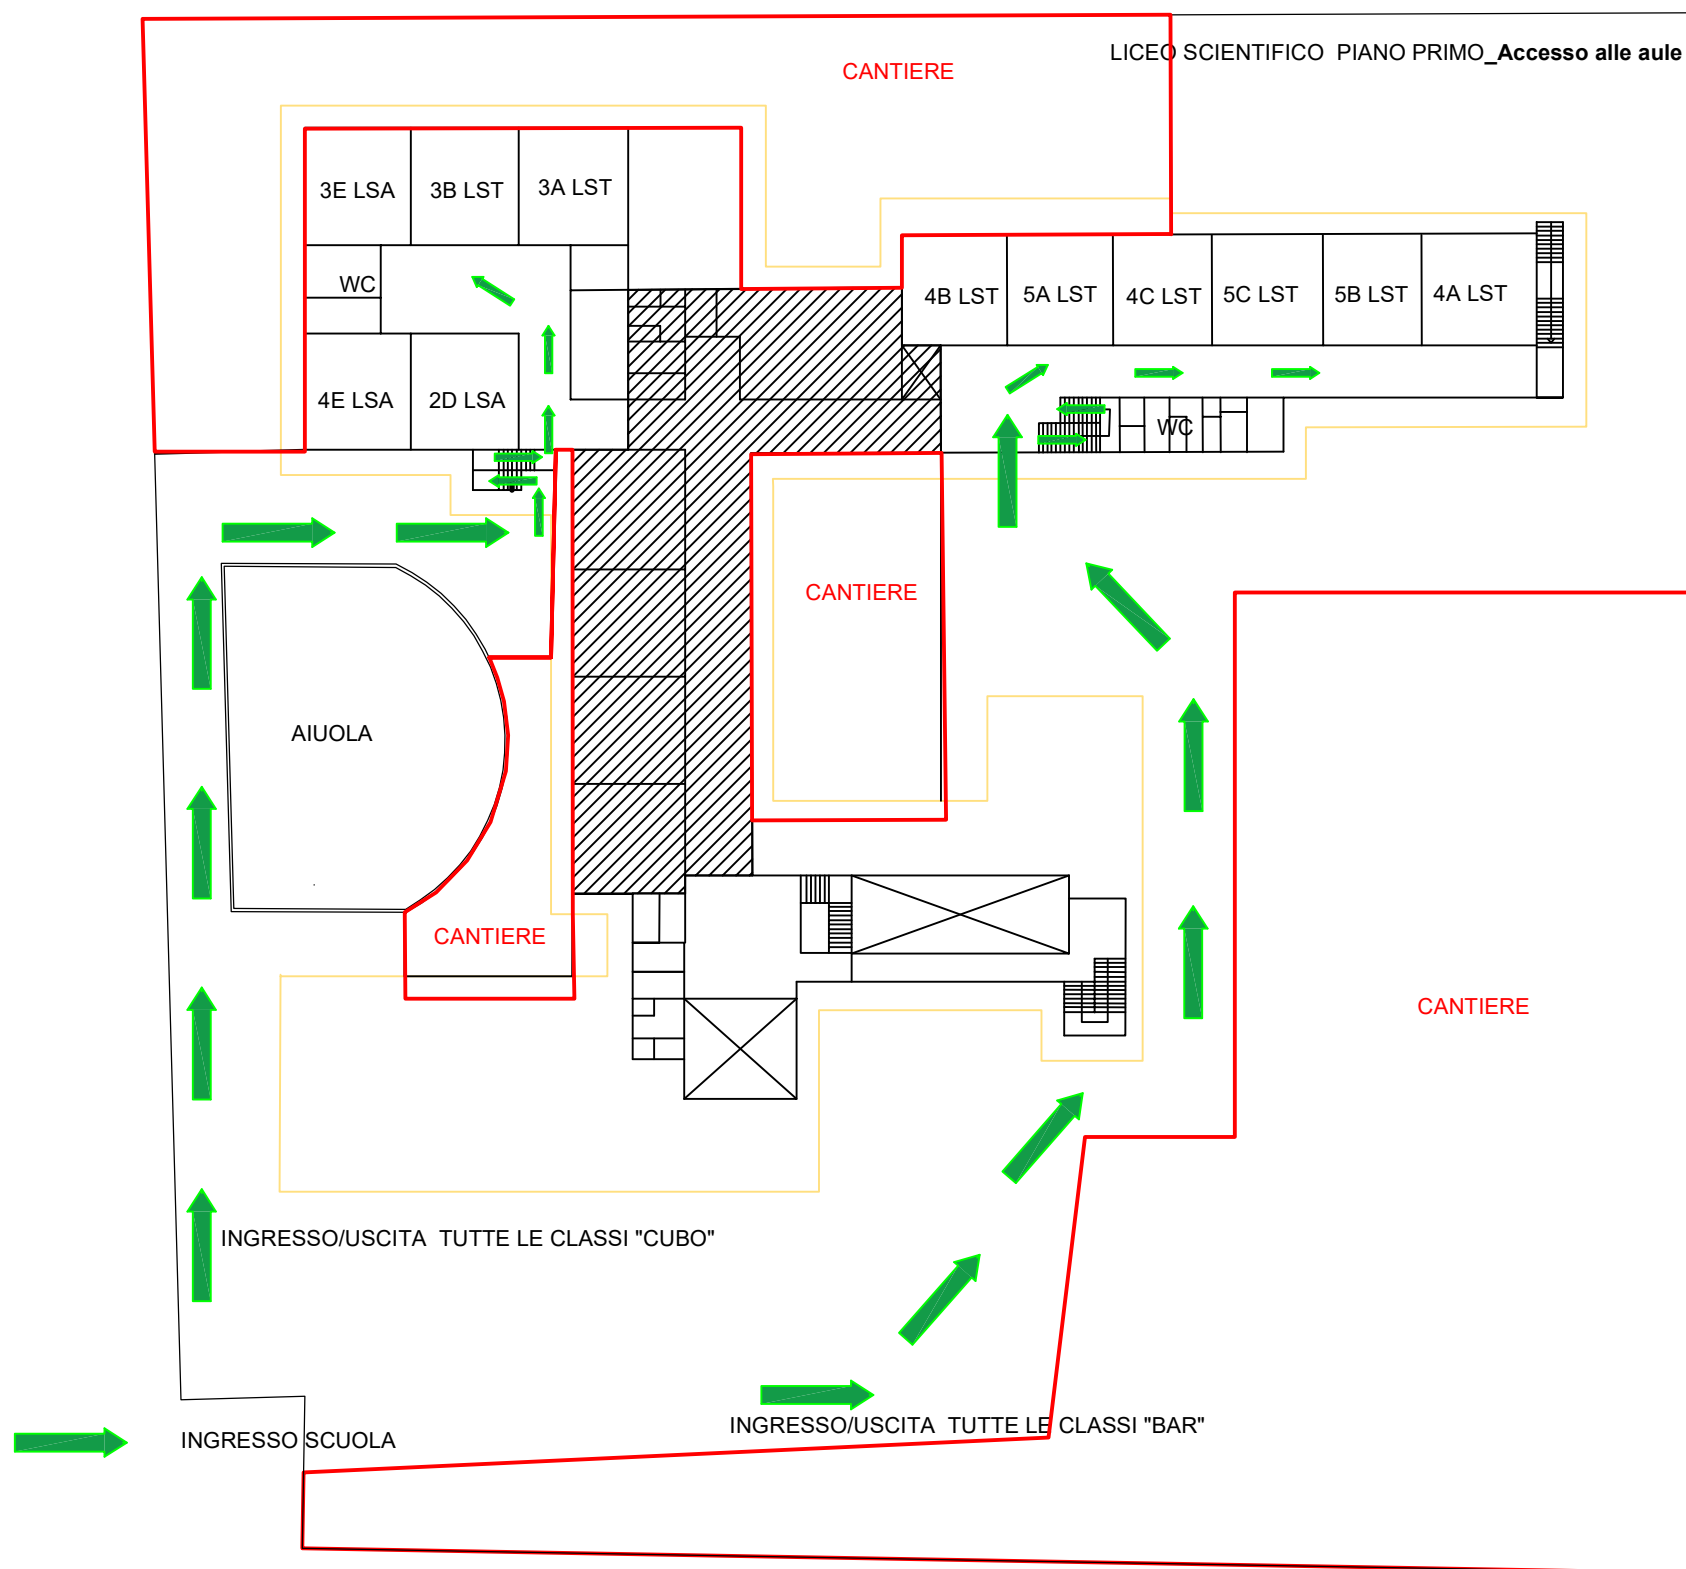 LICEO SCIENTIFICO PIANO PRIMO_Accesso alle aule
CANTIERE
3E LSA
3B LST
3A LST
WC
4B LST
5A LST
4C LST
5C LST
5B LST
4A LST
4E LSA
2D LSA
WC
CANTIERE
AIUOLA
CANTIERE
CANTIERE
INGRESSO/USCITA TUTTE LE CLASSI "CUBO"
INGRESSO/USCITA TUTTE LE CLASSI "BAR"
INGRESSO SCUOLA